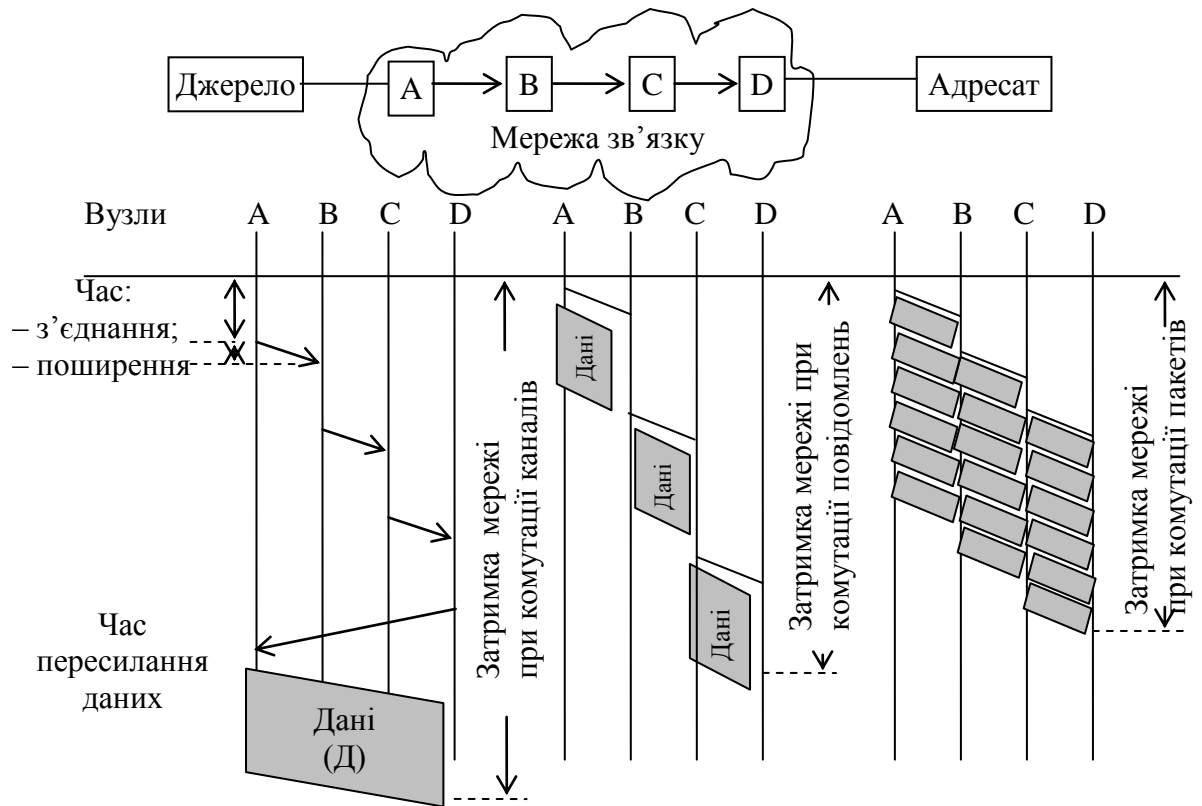 Джерело
A
B
C
D
Адресат
Мережа зв’язку
Вузли
A
B
C
D
A
B
C
D
A
B
C
D
Час:
– з’єднання;
– поширення
Час
пересилання
даних
Дані
(Д)
Затримка мережі
при комутації каналів
Дані
Дані
Дані
Затримка мережі при
комутації повідомлень
Затримка мережі
при комутації пакетів